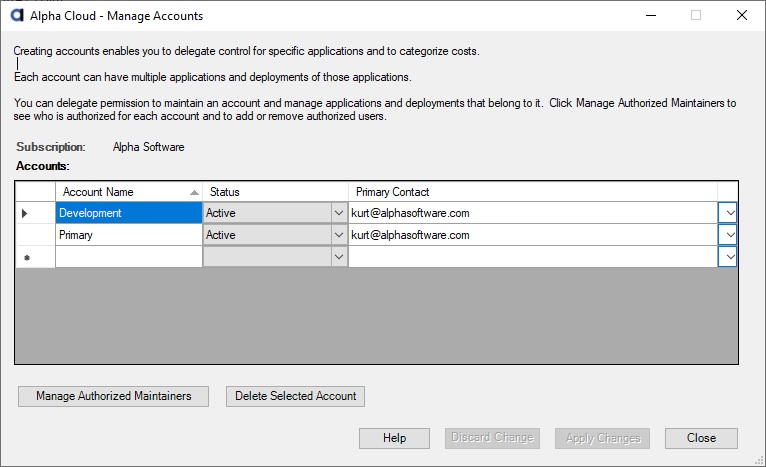 Alpha Cloud - Manage Accounts
Creating accounts enables you to delegate control for specific applications and to categorize costs.
Each account can have multiple applications and deployments of those applications.
You can delegate permission to maintain an account and manage applications and deployments that belong to it. Click Manage Authorized Maintainers to
see who is authorized for each account and to add or remove authorized users.
Subscription: Alpha Software
Accounts:
Account Name Status Primary Contact
Development Active kurt@alphasoftware.com
Primary Active kurt@alphasoftware.com
Manage Authorized Maintainers Delete Selected Account
Help Discard Change Apply Changes Close